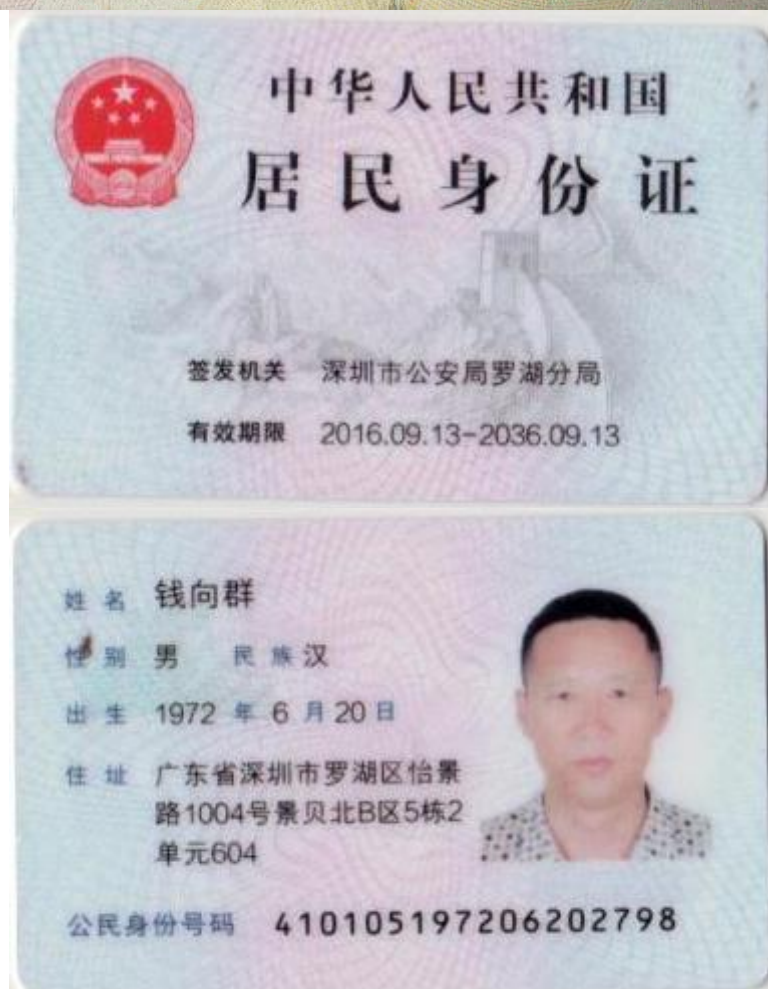 中华人民共和国
居民身份证
签发机关 深圳市公安局罗湖分局
有效期限 2016.09.13-2036.09.13
姓名 钱向群
性别 男 民族 汉
出生 1972 年 6 月 20 日
住址 广东省深圳市罗湖区怡景
路1004号景贝北B区5栋2
单元604
公民身份号码 410105197206202798